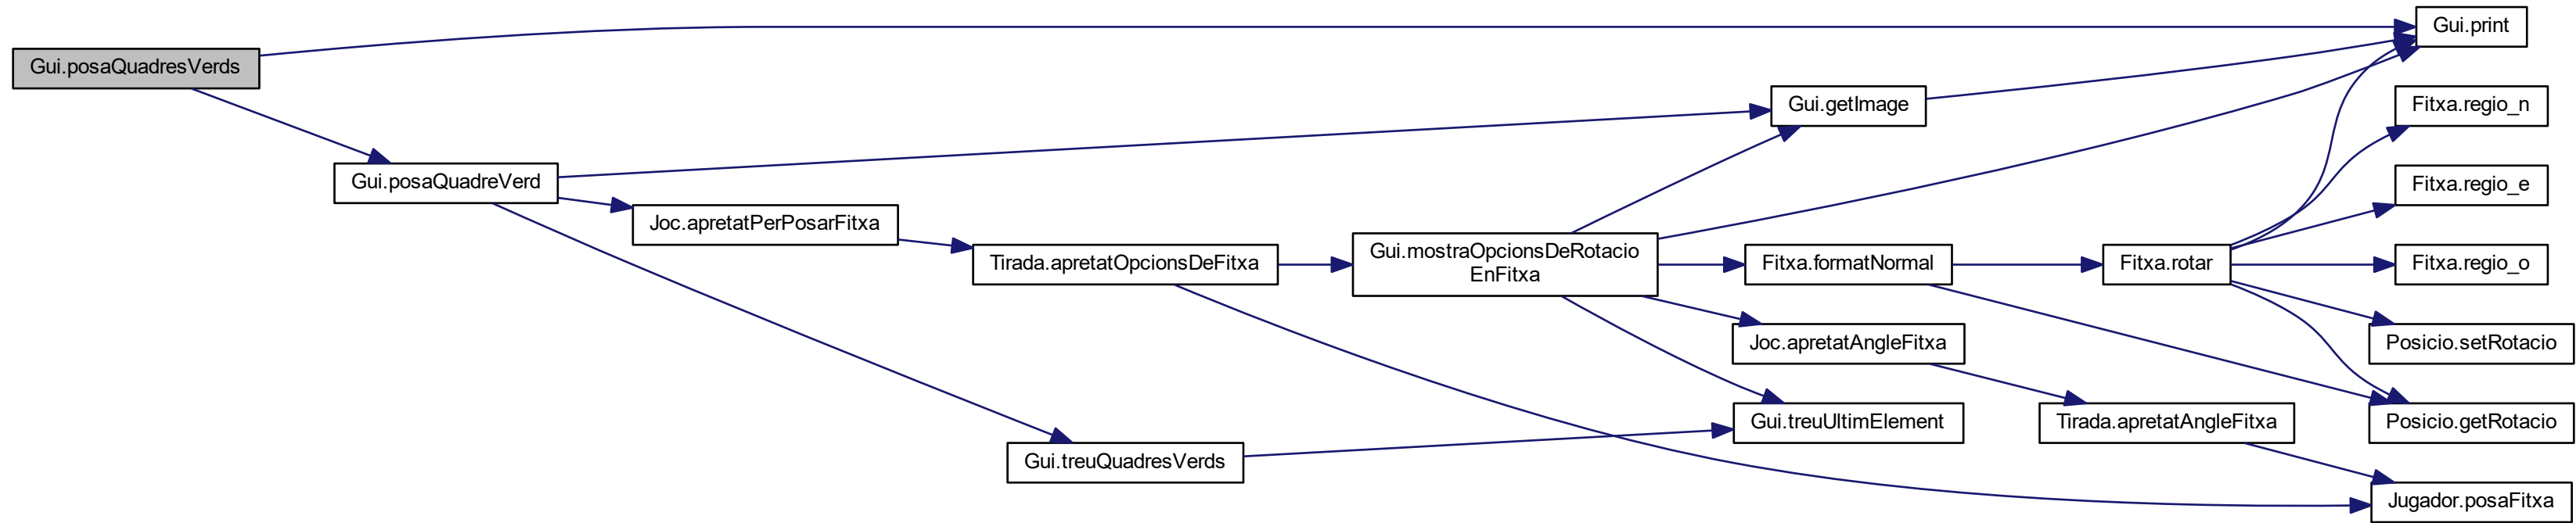 Gui.posaQuadresVerds
Gui.print
Gui.getImage
Fitxa.regio_n
Gui.posaQuadreVerd
Fitxa.regio_e
Joc.apretatPerPosarFitxa
Tirada.apretatOpcionsDeFitxa
Gui.mostraOpcionsDeRotacio
EnFitxa
Fitxa.formatNormal
Fitxa.rotar
Fitxa.regio_o
Joc.apretatAngleFitxa
Posicio.setRotacio
Gui.treuUltimElement
Tirada.apretatAngleFitxa
Posicio.getRotacio
Gui.treuQuadresVerds
Jugador.posaFitxa